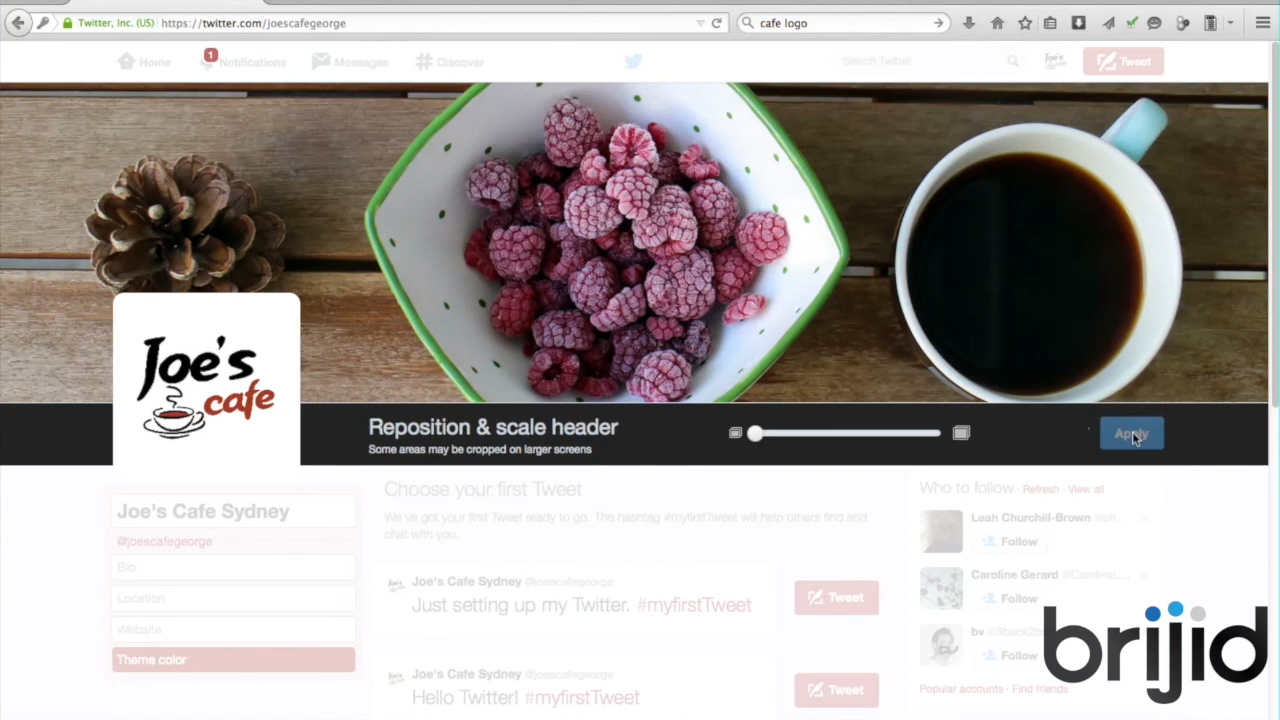 Twitter, Inc. (US) https://twitter.com/joescafegeorge
cafe logo
Home
1
Notifications
Messages
Discover
Search Twitter
Joe's
Tweet
Joe's
cafe
Reposition & scale header
Some areas may be cropped on larger screens
Apply
Joe's Cafe Sydney
@joescafegeorge
Bio
Location
Website
Theme color
Choose your first Tweet
We've got your first Tweet ready to go. The hashtag #myfirstTweet will help others find and
chat with you.
Joe's Cafe Sydney @joescafegeorge
Just setting up my Twitter. #myfirstTweet
Tweet
Joe's Cafe Sydney @joescafegeorge
Hello Twitter! #myfirstTweet
Tweet
Who to follow · Refresh · View all
Leah Churchill-Brown @ch...
Follow
Caroline Gerard @CarolineL...
Follow
bv
Follow
Popular accounts · Find friends
brijid